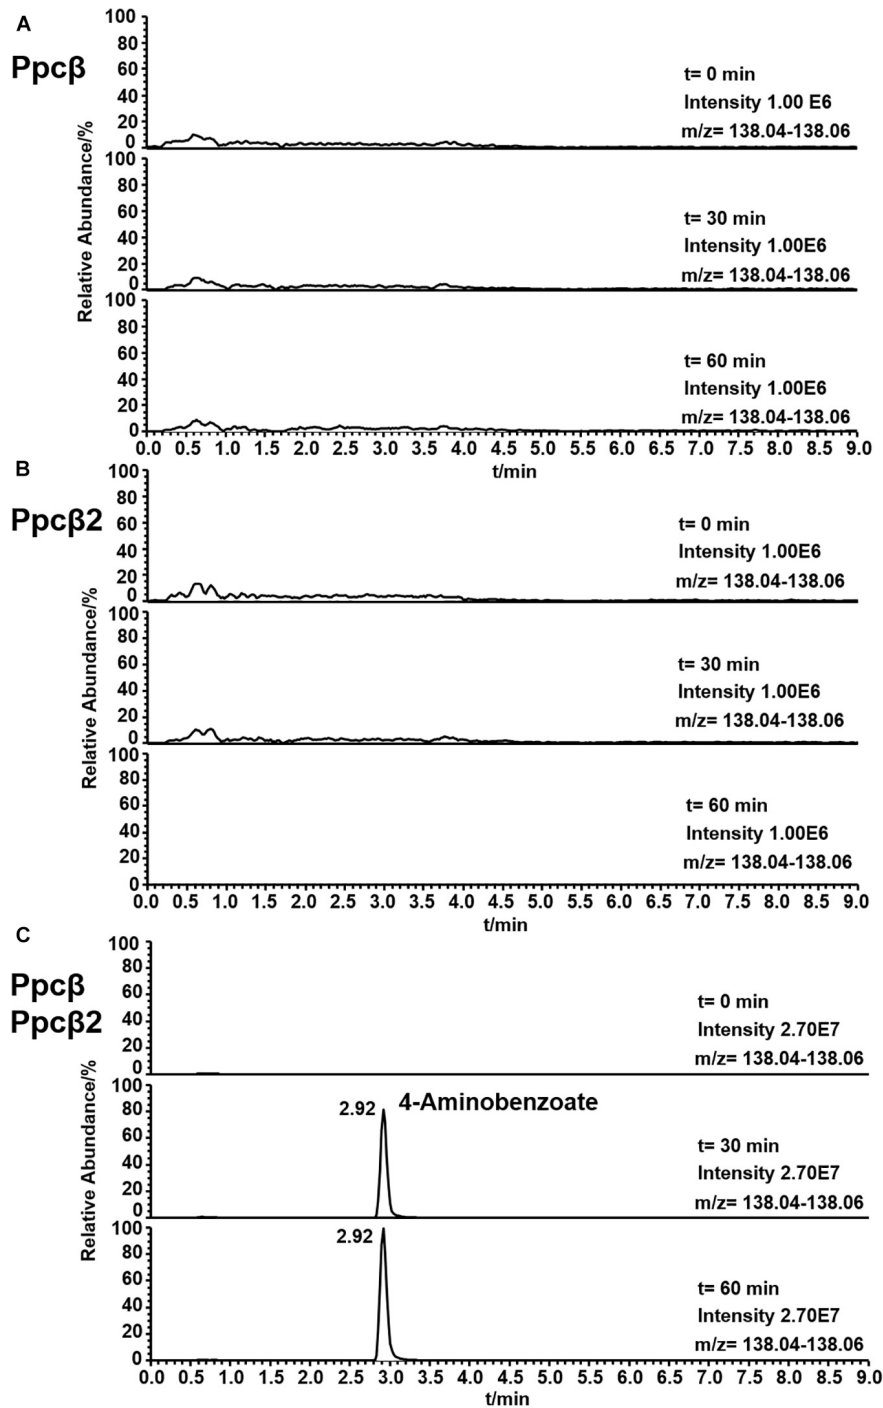 A
Ppcβ
Relative Abundance/%
100
80
60
40
20
0
t= 0 min
Intensity 1.00 E6
m/z= 138.04-138.06
100
80
60
40
20
0
t= 30 min
Intensity 1.00E6
m/z= 138.04-138.06
100
80
60
40
20
0
t= 60 min
Intensity 1.00E6
m/z= 138.04-138.06
0.0 0.5 1.0 1.5 2.0 2.5 3.0 3.5 4.0 4.5 5.0 5.5 6.0 6.5 7.0 7.5 8.0 8.5 9.0
t/min
B
Ppcβ2
Relative Abundance/%
100
80
60
40
20
0
t= 0 min
Intensity 1.00E6
m/z= 138.04-138.06
100
80
60
40
20
0
t= 30 min
Intensity 1.00E6
m/z= 138.04-138.06
100
80
60
40
20
0
t= 60 min
Intensity 1.00E6
m/z= 138.04-138.06
0.0 0.5 1.0 1.5 2.0 2.5 3.0 3.5 4.0 4.5 5.0 5.5 6.0 6.5 7.0 7.5 8.0 8.5 9.0
t/min
C
Ppcβ
Ppcβ2
Relative Abundance/%
100
80
60
40
20
0
t= 0 min
Intensity 2.70E7
m/z= 138.04-138.06
100
80
60
40
20
0
2.92 4-Aminobenzoate
t= 30 min
Intensity 2.70E7
m/z= 138.04-138.06
100
80
60
40
20
0
2.92
t= 60 min
Intensity 2.70E7
m/z= 138.04-138.06
0.0 0.5 1.0 1.5 2.0 2.5 3.0 3.5 4.0 4.5 5.0 5.5 6.0 6.5 7.0 7.5 8.0 8.5 9.0
t/min